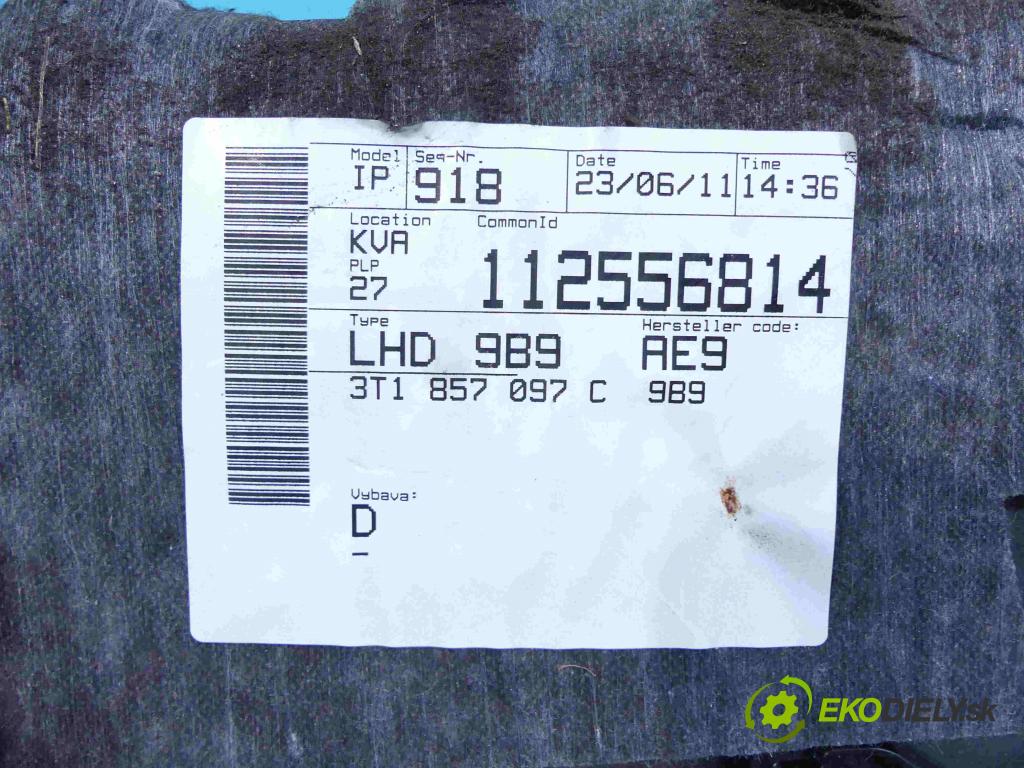 Model Seq-Nr. Date Time
IP 918 23/06/11 14:36
Location CommonId
KVA
PLP
27 112556814
Type Hersteller code:
LHD 9B9 AE9
3T1 857 097 C 9B9
Vybava:
D
–
EKODIELY.sk